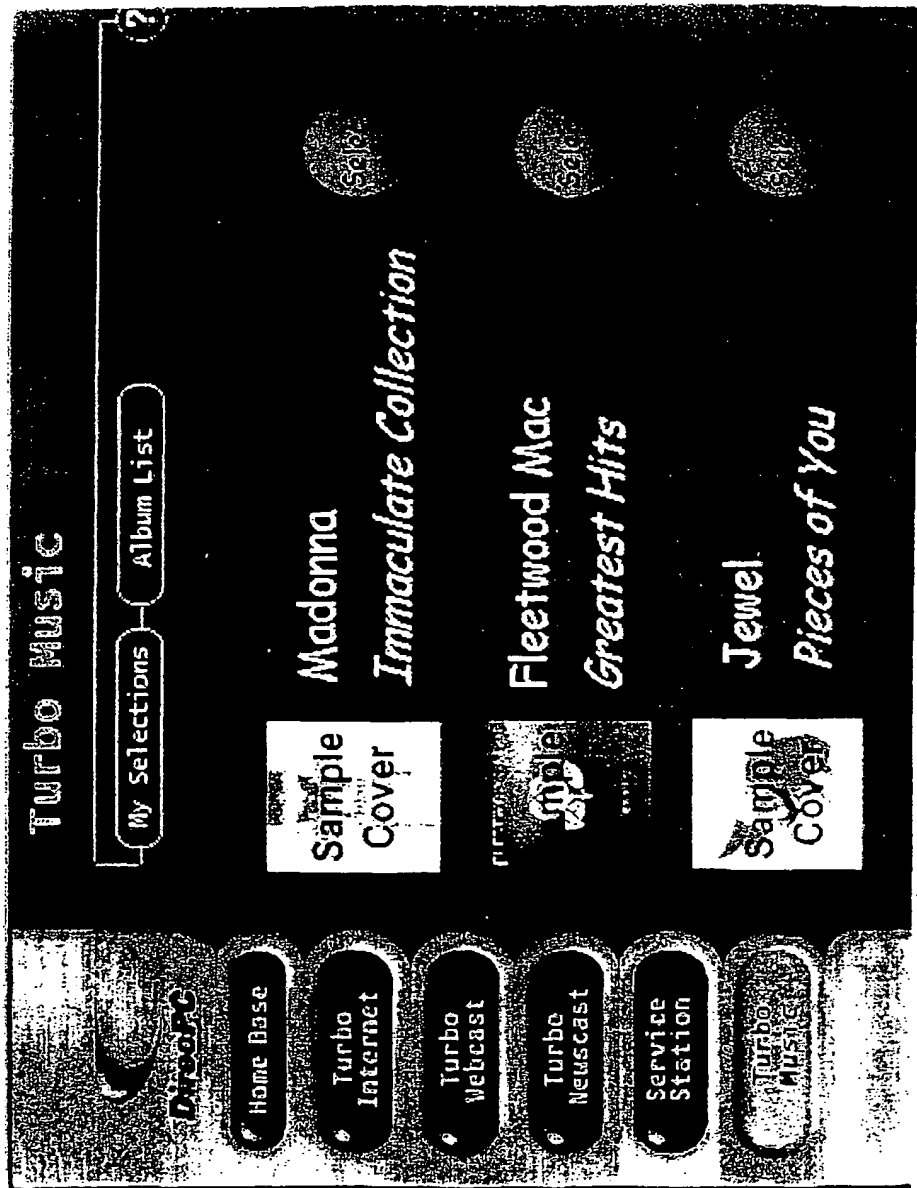 Turbo Music
My Selections
Album List
?
DirecPC
Home Base
Turbo
Internet
Turbo
Webcast
Turbo
Newscast
Service
Station
Turbo
Music
Sample
Cover
Madonna
Immaculate Collection
Fleetwood Mac
Greatest Hits
Sample
Cover
Jewel
Pieces of You